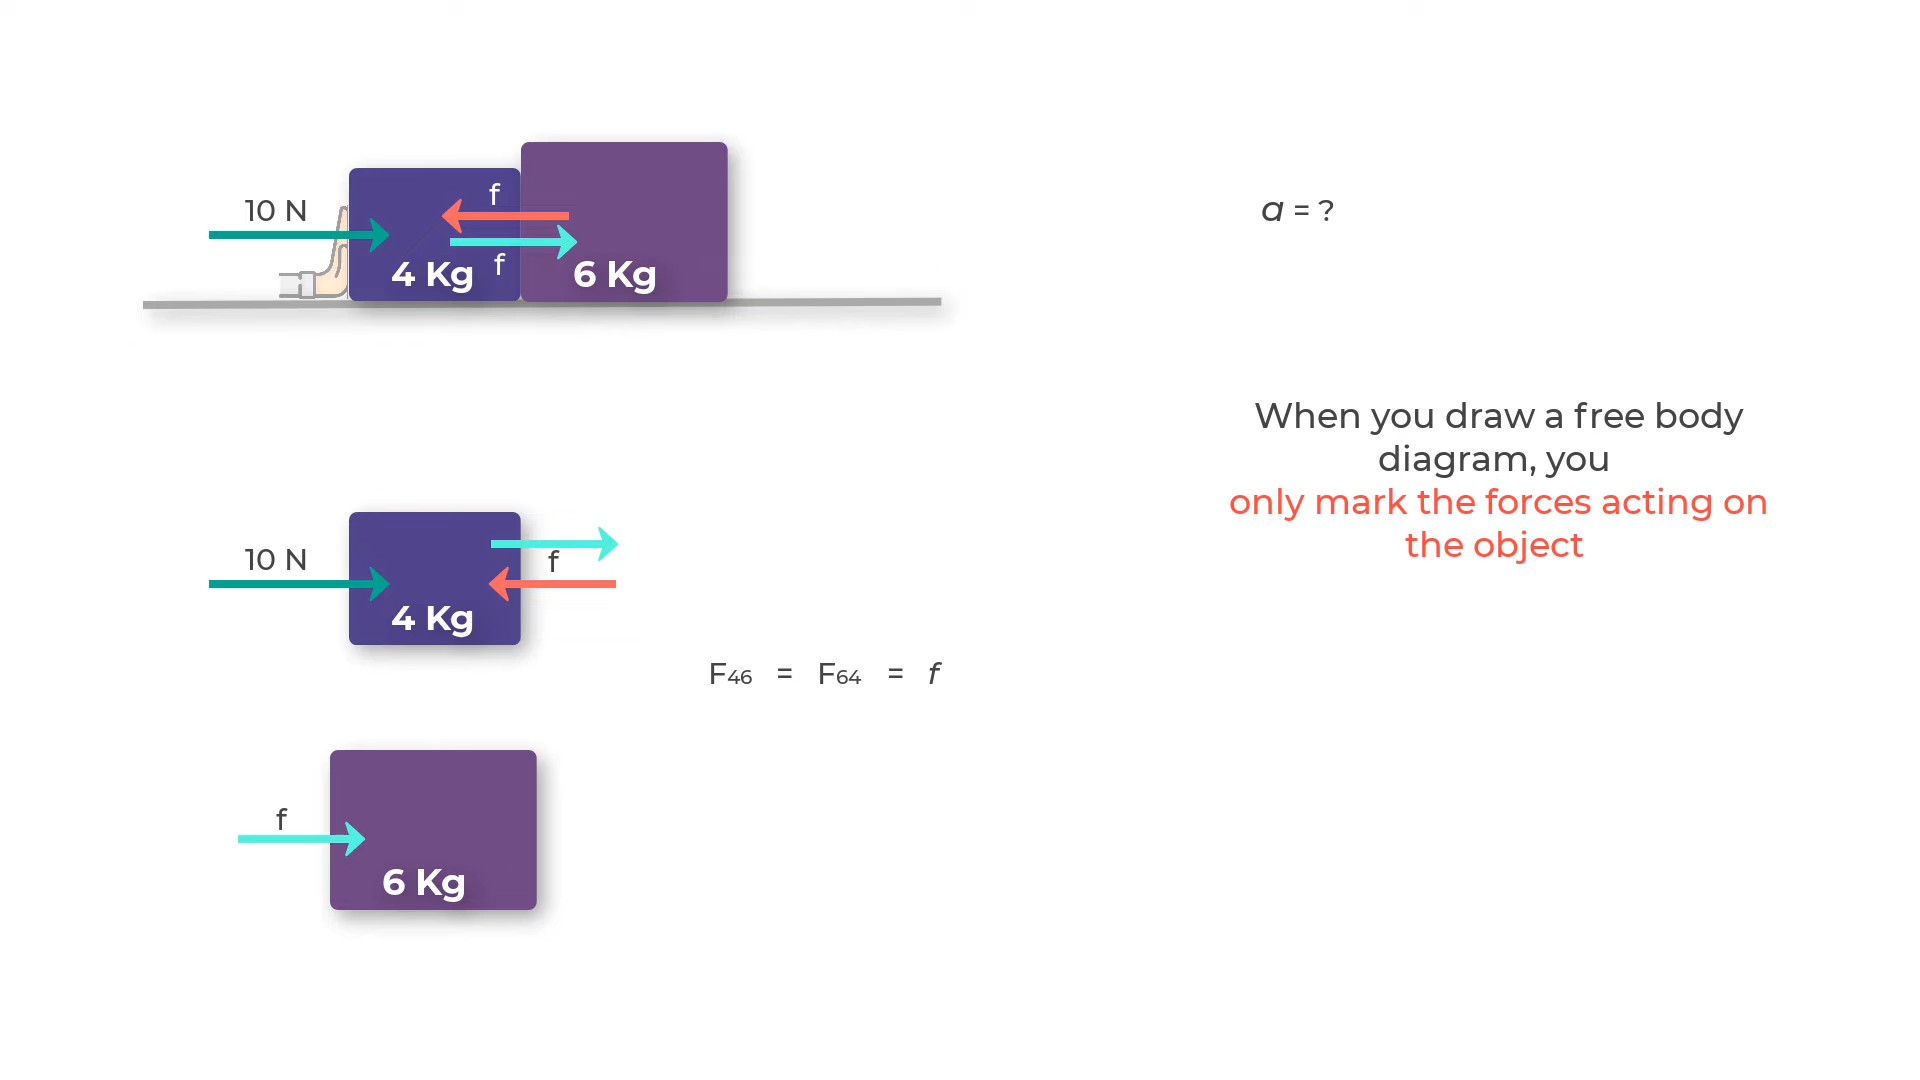 10 N
f
f
4 Kg
6 Kg
a = ?
When you draw a free body
diagram, you
only mark the forces acting on
the object
10 N
f
4 Kg
F₄₆ = F₆₄ = f
f
6 Kg